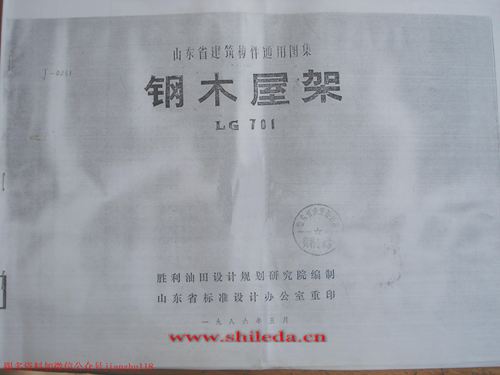 山东省建筑构件通用图集
钢木屋架
LG 701
胜利油田设计规划研究院编制
山东省标准设计办公室重印
一九八六年五月
www.shileda.cn